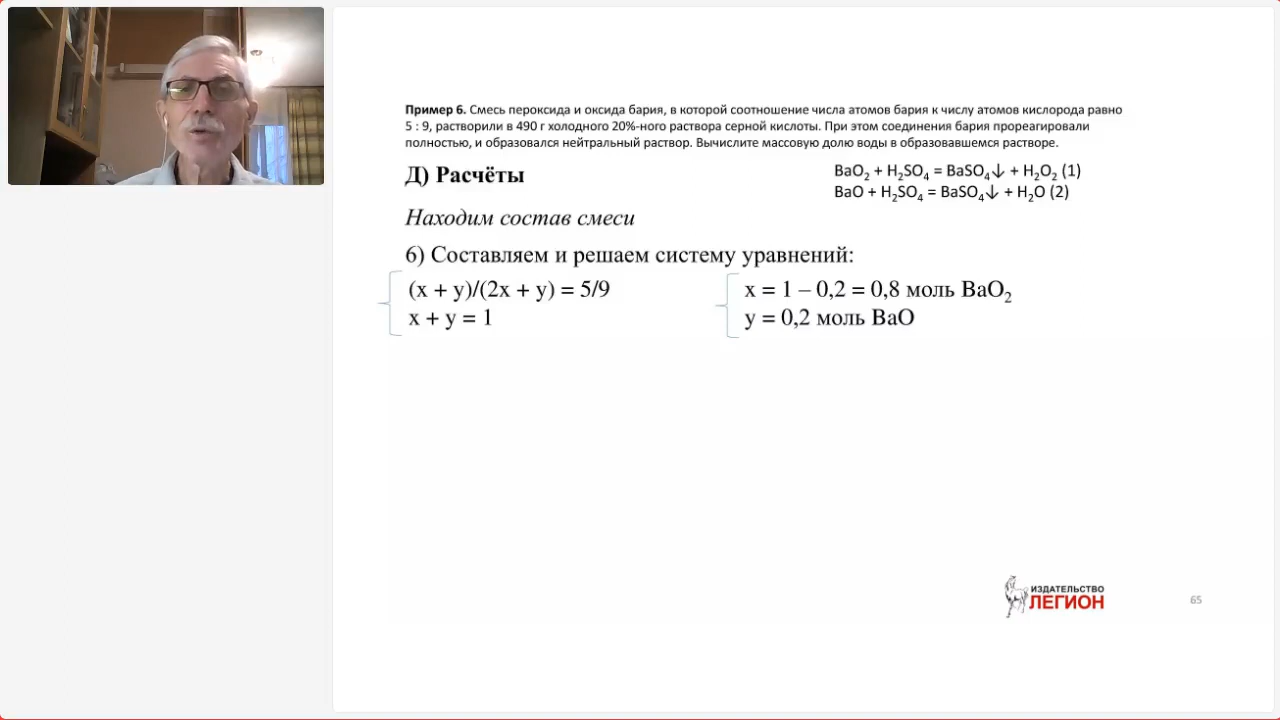 Пример 6. Смесь пероксида и оксида бария, в которой соотношение числа атомов бария к числу атомов кислорода равно
5 : 9, растворили в 490 г холодного 20%-ного раствора серной кислоты. При этом соединения бария прореагировали
полностью, и образовался нейтральный раствор. Вычислите массовую долю воды в образовавшемся растворе.
Д) Расчёты
BaO₂ + H₂SO₄ = BaSO₄↓ + H₂O₂ (1)
BaO + H₂SO₄ = BaSO₄↓ + H₂O (2)
Находим состав смеси
6) Составляем и решаем систему уравнений:
(x + y)/(2x + y) = 5/9
x + y = 1
x = 1 – 0,2 = 0,8 моль BaO₂
y = 0,2 моль BaO
ИЗДАТЕЛЬСТВО
ЛЕГИОН
65